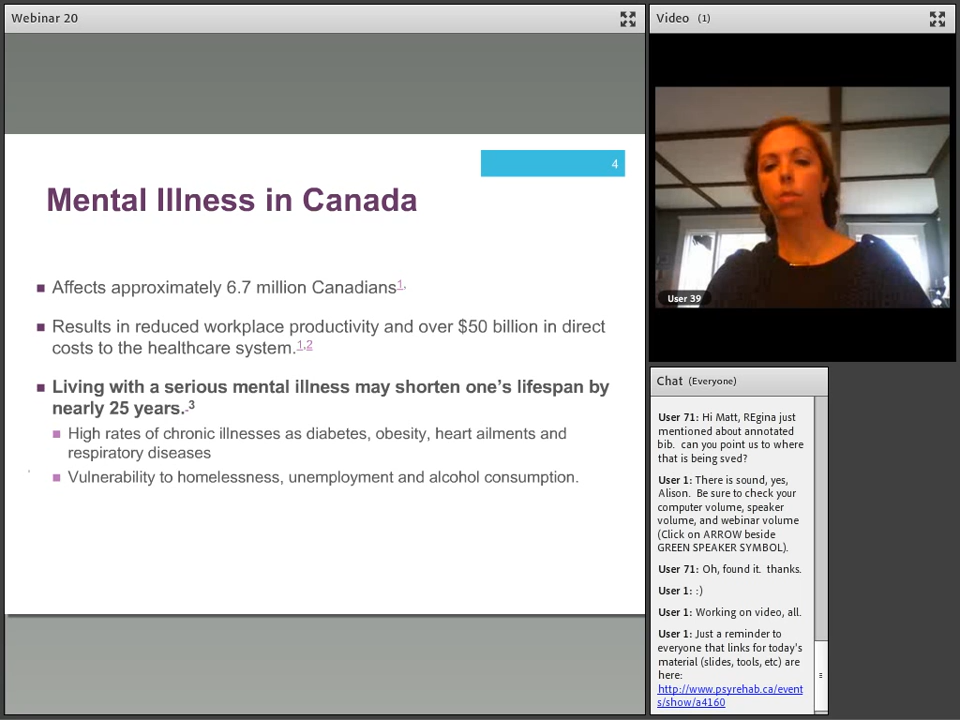 Webinar 20
4
Mental Illness in Canada
Affects approximately 6.7 million Canadians1,
Results in reduced workplace productivity and over $50 billion in direct
costs to the healthcare system.1,2
Living with a serious mental illness may shorten one’s lifespan by
nearly 25 years.-3
High rates of chronic illnesses as diabetes, obesity, heart ailments and
respiratory diseases
Vulnerability to homelessness, unemployment and alcohol consumption.
Video (1)
User 39
Chat (Everyone)
User 71: Hi Matt, REgina just
mentioned about annotated
bib. can you point us to where
that is being sved?
User 1: There is sound, yes,
Alison. Be sure to check your
computer volume, speaker
volume, and webinar volume
(Click on ARROW beside
GREEN SPEAKER SYMBOL).
User 71: Oh, found it. thanks.
User 1: :)
User 1: Working on video, all.
User 1: Just a reminder to
everyone that links for today's
material (slides, tools, etc) are
here:
http://www.psyrehab.ca/event
s/show/a4160